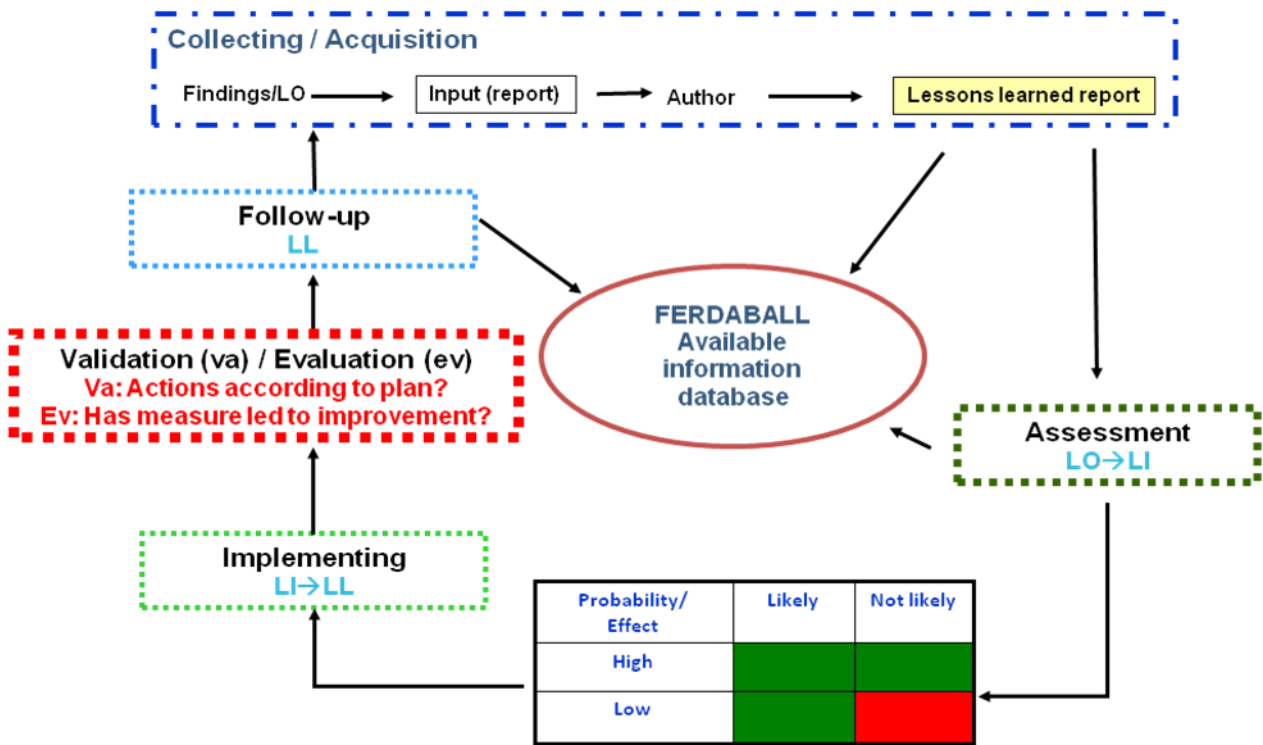 Collecting / Acquisition
Findings/LO
Input (report)
Author
Lessons learned report
Follow-up
LL
FERDABALL
Available
information
database
Validation (va) / Evaluation (ev)
Va: Actions according to plan?
Ev: Has measure led to improvement?
Assessment
LO→LI
Implementing
LI→LL
Probability/
Effect
Likely
Not likely
High
Low